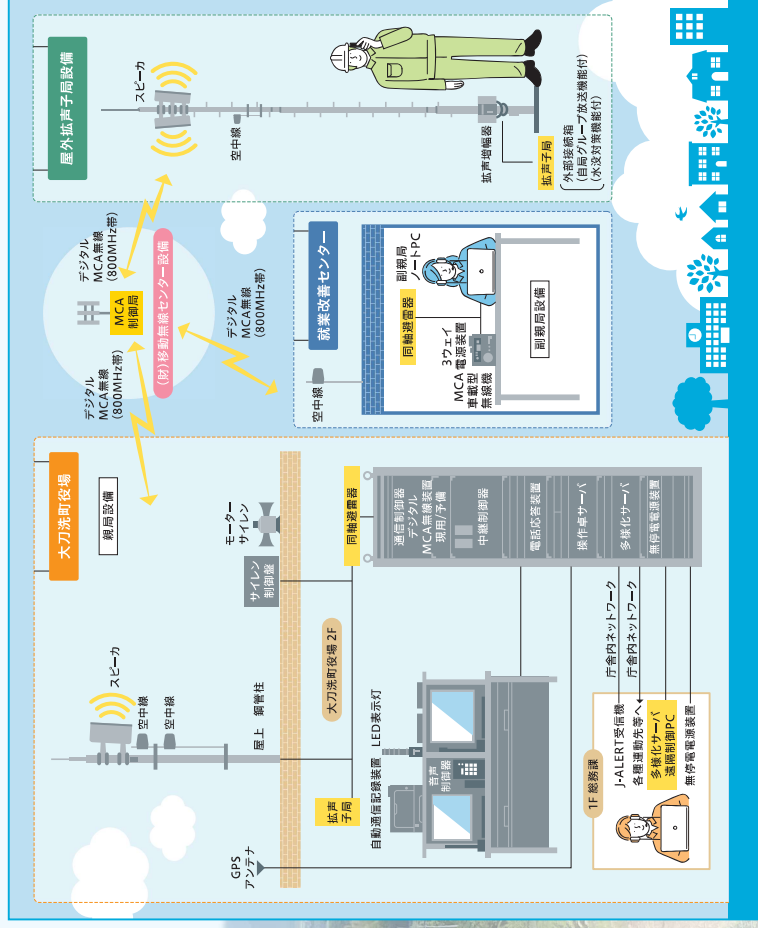 大刀洗町役場
親局設備
スピーカ
空中線
空中線
屋上 鋼管柱
GPS
アンテナ
モーター
サイレン
サイレン
制御盤
大刀洗町役場 2F
拡声
子局
同軸避雷器
自動通信記録装置 LED表示灯
音声
制御器
通信制御器
デジタル
MCA無線装置
現用/予備
中継制御器
電話応答装置
操作卓サーバ
多様化サーバ
無停電電源装置
庁舎内ネットワーク
庁舎内ネットワーク
1F 総務課
J-ALERT受信機
各種連動先等へ
多様化サーバ
遠隔制御PC
無停電電源装置
デジタル
MCA無線
(800MHz帯)
MCA
制御局
(財)移動無線センター設備
デジタル
MCA無線
(800MHz帯)
デジタル
MCA無線
(800MHz帯)
就業改善センター
空中線
同軸避雷器
副親局
ノートPC
3ウェイ
電源装置
MCA
車載型
無線機
副親局設備
屋外拡声子局設備
スピーカ
空中線
拡声増幅器
拡声子局
外部接続箱
(自局グループ放送機能付)
(水没対策機能付)